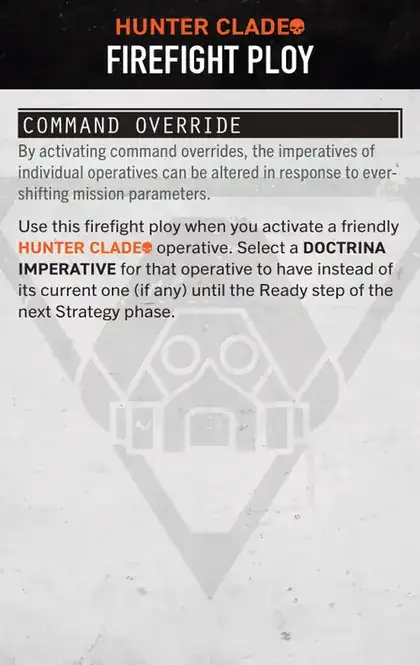 HUNTER CLADE
FIREFIGHT PLOY
COMMAND OVERRIDE
By activating command overrides, the imperatives of
individual operatives can be altered in response to ever-
shifting mission parameters.
Use this firefight ploy when you activate a friendly
HUNTER CLADE operative. Select a DOCTRINA
IMPERATIVE for that operative to have instead of
its current one (if any) until the Ready step of the
next Strategy phase.